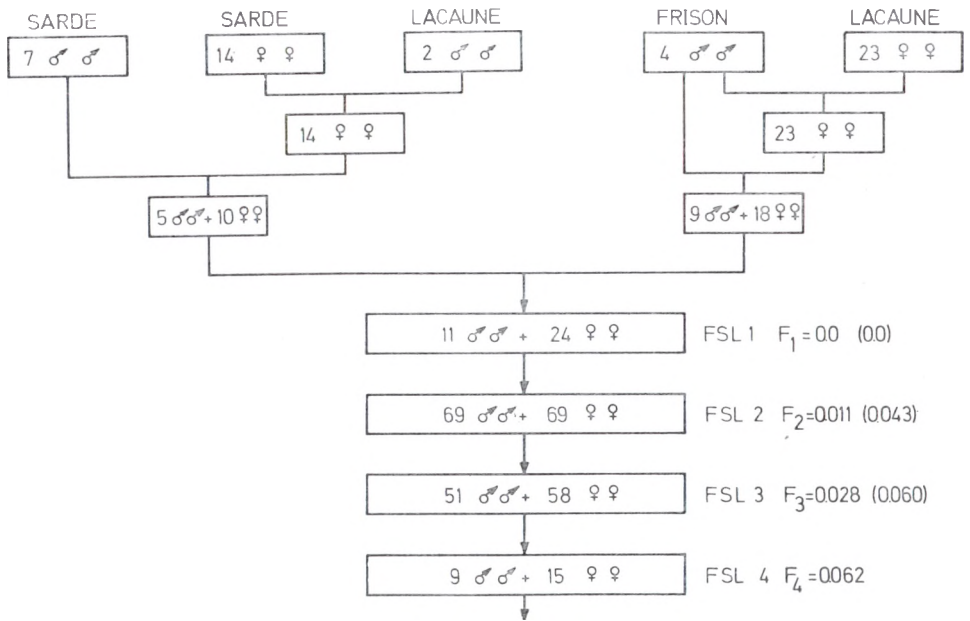 SARDE SARDE LACAUNE FRISON LACAUNE
7 ♂ ♂ 14 ♀ ♀ 2 ♂ ♂ 4 ♂♂ 23 ♀ ♀
14 ♀ ♀ 23 ♀ ♀
5 ♂♂ + 10 ♀♀ 9 ♂♂ + 18 ♀♀
11 ♂♂ + 24 ♀ ♀ FSL 1 F₁ = 0.0 (0.0)
69 ♂♂ + 69 ♀ ♀ FSL 2 F₂=0.011 (0.043)
51 ♂♂ + 58 ♀ ♀ FSL 3 F₃=0.028 (0.060)
9 ♂♂ + 15 ♀ ♀ FSL 4 F₄=0.062